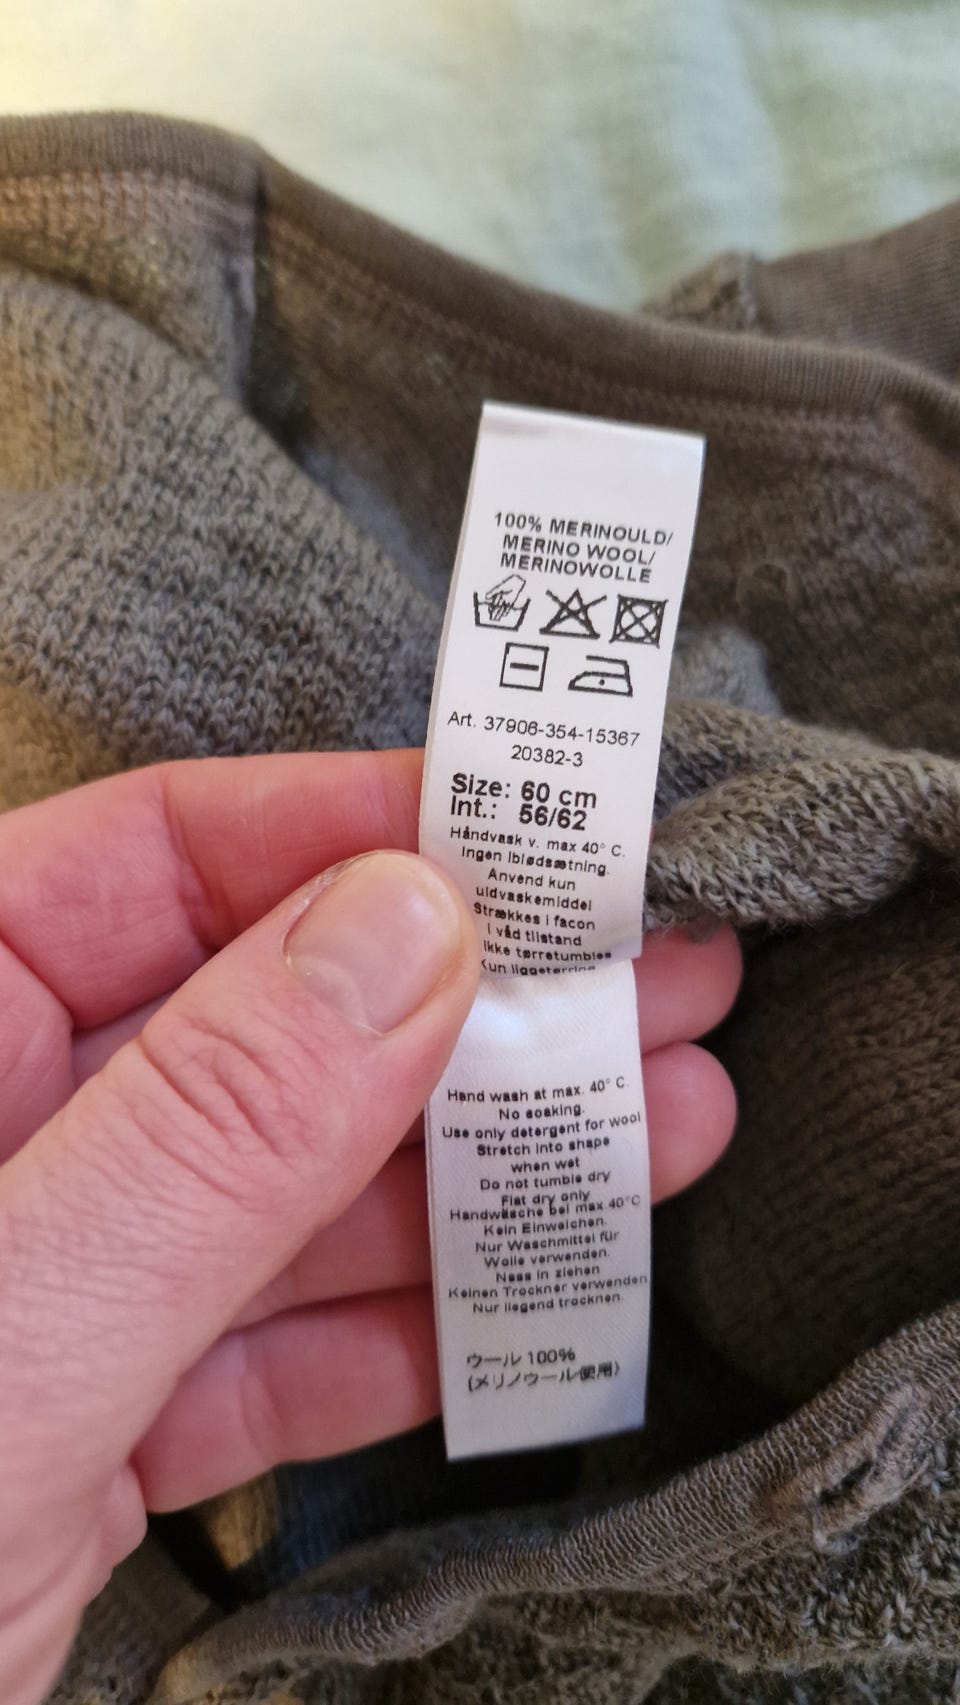 100% MERINOULD/
MERINO WOOL/
MERINOWOLLE
Art. 37906-354-15367
20382-3
Size: 60 cm
Int.: 56/62
Håndvask v. max 40° C.
Ingen iblødsætning.
Anvend kun
uldvaskemiddel
Strækkes i facon
i våd tilstand
Ikke tørretumbles
Kun liggetørring
Hand wash at max. 40° C.
No soaking.
Use only detergent for wool
Stretch into shape
when wet
Do not tumble dry
Flat dry only
Handwäsche bei max 40°C
Kein Einweichen.
Nur Waschmittel für
Wolle verwenden.
Nass in ziehen
Keinen Trockner verwenden
Nur liegend trocknen.
ウール 100%
(メリノウール使用)